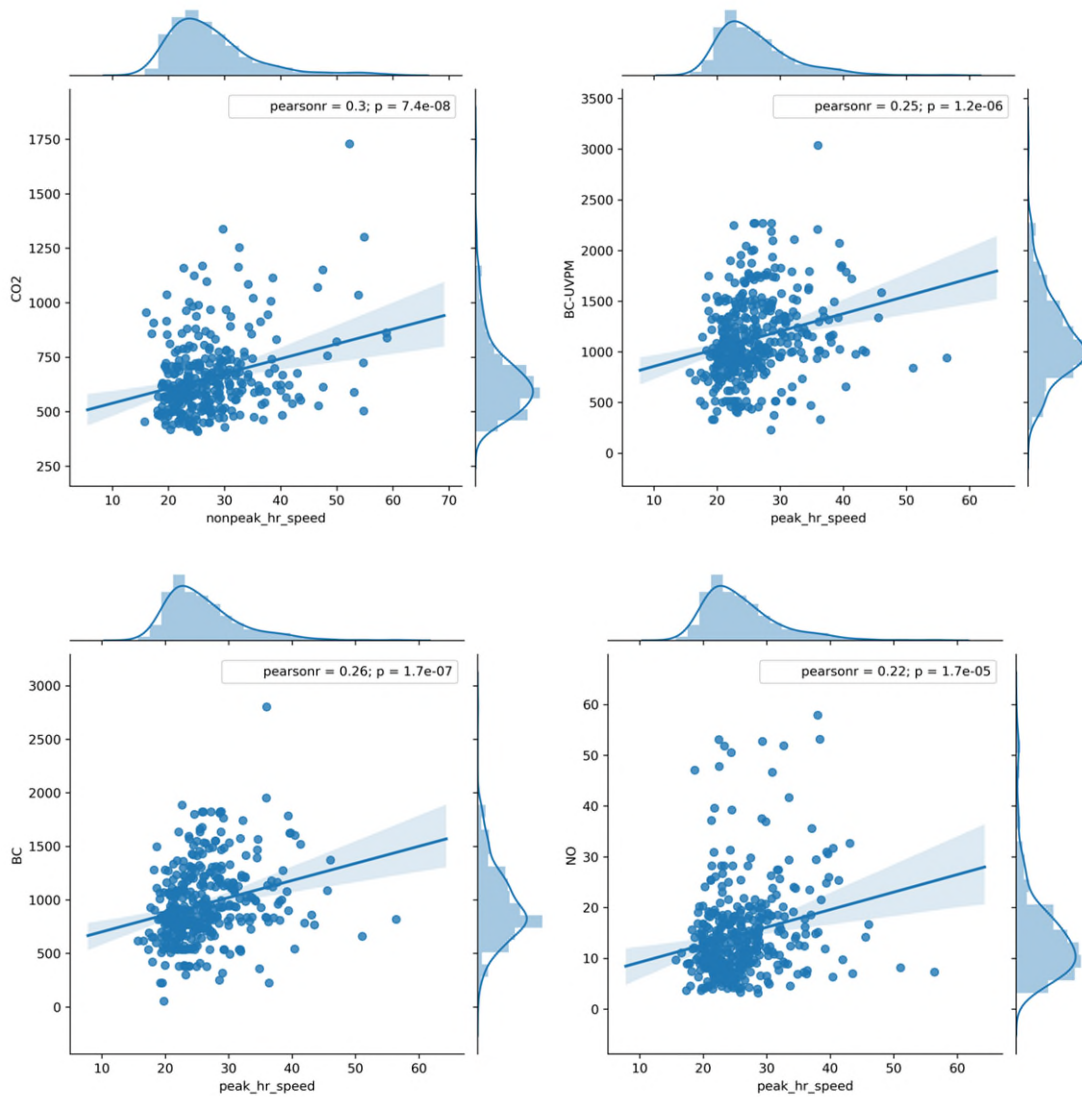 pearsonr = 0.3; p = 7.4e-08
CO2
1750
1500
1250
1000
750
500
250
10 20 30 40 50 60 70
nonpeak_hr_speed
pearsonr = 0.25; p = 1.2e-06
BC-UVPM
3500
3000
2500
2000
1500
1000
500
0
10 20 30 40 50 60
peak_hr_speed
pearsonr = 0.26; p = 1.7e-07
BC
3000
2500
2000
1500
1000
500
0
10 20 30 40 50 60
peak_hr_speed
pearsonr = 0.22; p = 1.7e-05
NO
60
50
40
30
20
10
0
10 20 30 40 50 60
peak_hr_speed